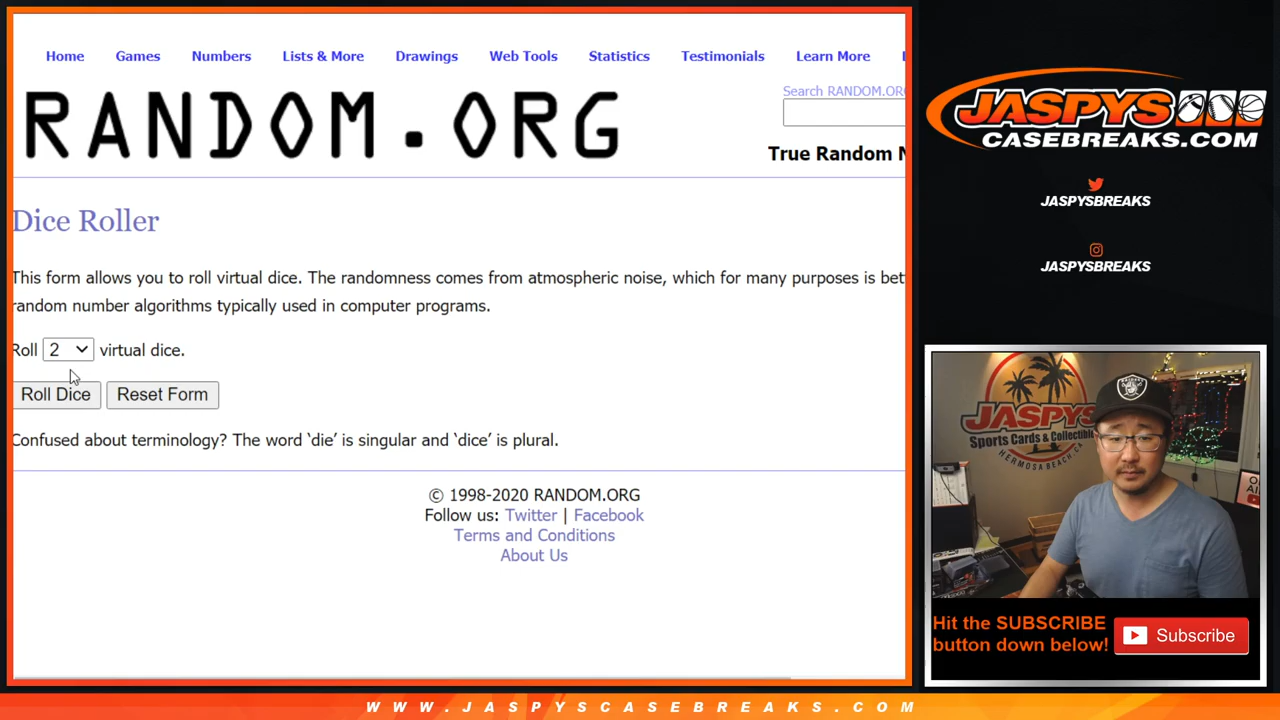 Home Games Numbers Lists & More Drawings Web Tools Statistics Testimonials Learn More
RANDOM.ORG
Search RANDOM.ORG
True Random N
Dice Roller
This form allows you to roll virtual dice. The randomness comes from atmospheric noise, which for many purposes is bet
random number algorithms typically used in computer programs.
Roll 2 virtual dice.
Roll Dice Reset Form
Confused about terminology? The word ‘die’ is singular and ‘dice’ is plural.
© 1998-2020 RANDOM.ORG
Follow us: Twitter | Facebook
Terms and Conditions
About Us
JASPYS
CASEBREAKS.COM
JASPYSBREAKS
JASPYSBREAKS
JASPYS
Sports Cards & Collectibles
HERMOSA BEACH, CA
Hit the SUBSCRIBE
button down below!
Subscribe
WWW.JASPYSCASEBREAKS.COM